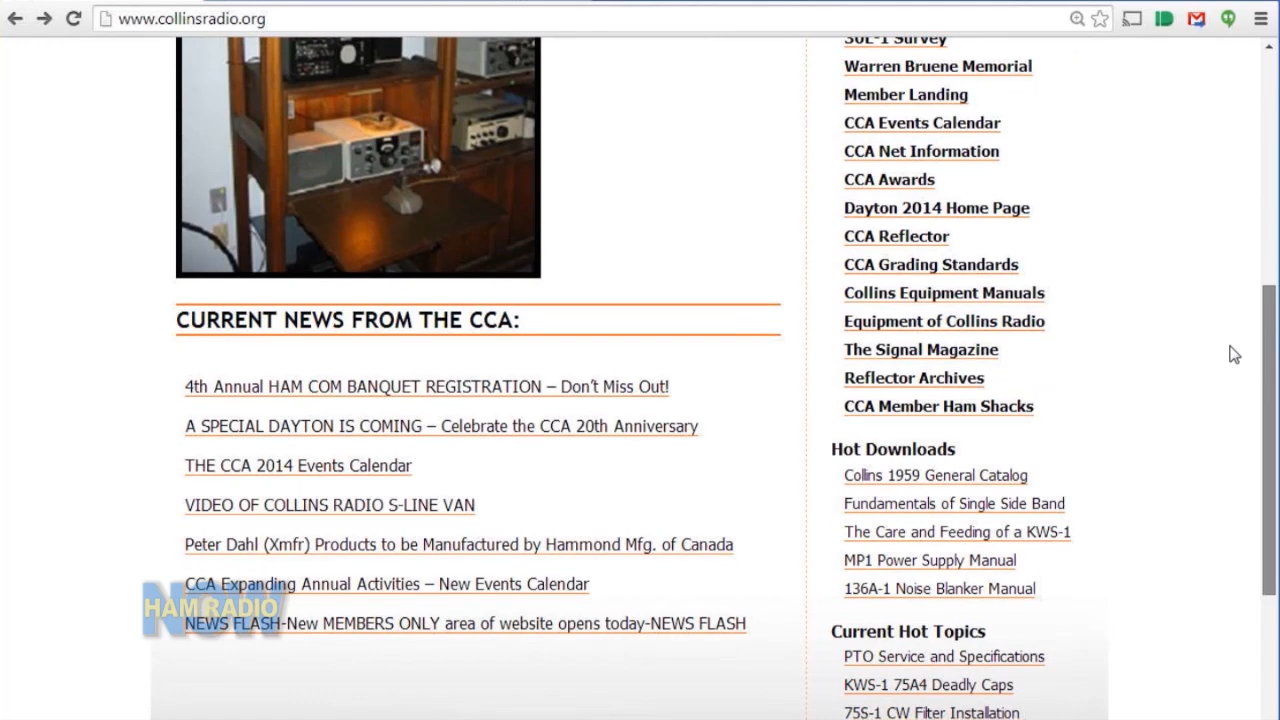 www.collinsradio.org
30L-1 Survey
Warren Bruene Memorial
Member Landing
CCA Events Calendar
CCA Net Information
CCA Awards
Dayton 2014 Home Page
CCA Reflector
CCA Grading Standards
Collins Equipment Manuals
Equipment of Collins Radio
The Signal Magazine
Reflector Archives
CCA Member Ham Shacks
CURRENT NEWS FROM THE CCA:
4th Annual HAM COM BANQUET REGISTRATION – Don't Miss Out!
A SPECIAL DAYTON IS COMING – Celebrate the CCA 20th Anniversary
THE CCA 2014 Events Calendar
VIDEO OF COLLINS RADIO S-LINE VAN
Peter Dahl (Xmfr) Products to be Manufactured by Hammond Mfg. of Canada
CCA Expanding Annual Activities – New Events Calendar
NEWS FLASH-New MEMBERS ONLY area of website opens today-NEWS FLASH
HAM RADIO
NOW
Hot Downloads
Collins 1959 General Catalog
Fundamentals of Single Side Band
The Care and Feeding of a KWS-1
MP1 Power Supply Manual
136A-1 Noise Blanker Manual
Current Hot Topics
PTO Service and Specifications
KWS-1 75A4 Deadly Caps
75S-1 CW Filter Installation